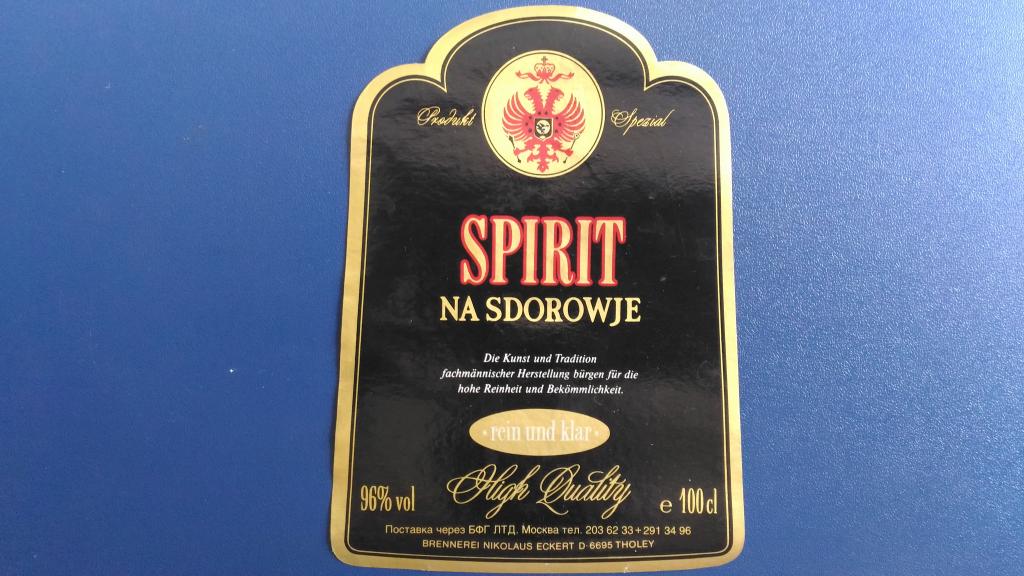 Produkt Spezial
SPIRIT
NA SDOROWJE
Die Kunst und Tradition
fachmännischer Herstellung bürgen für die
hohe Reinheit und Bekömmlichkeit.
· rein und klar ·
High Quality
96% vol
e 100 cl
Поставка через БФГ ЛТД. Москва тел. 203 62 33 + 291 34 96
BRENNEREI NIKOLAUS ECKERT D-6695 THOLEY